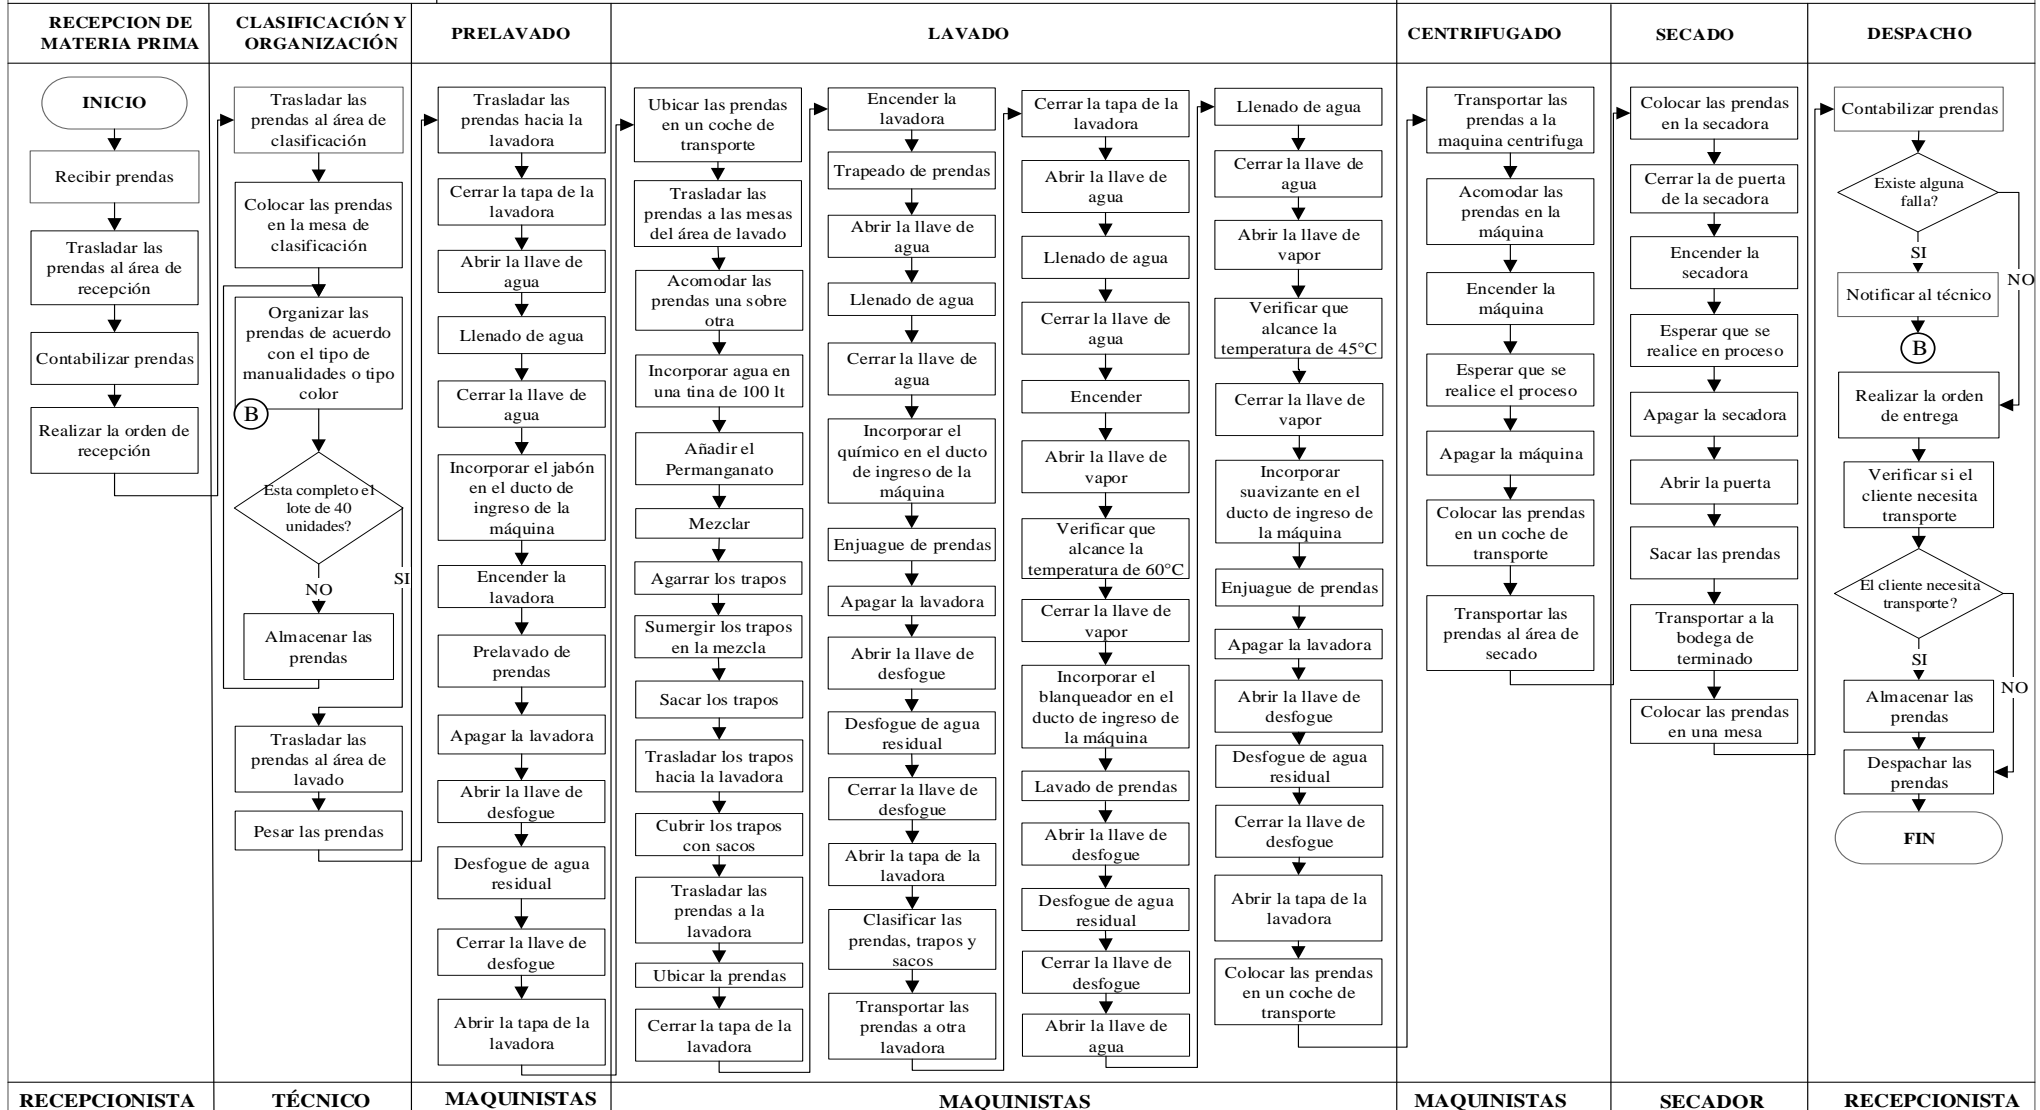 RECEPCION DE
MATERIA PRIMA
CLASIFICACIÓN Y
ORGANIZACIÓN
PRELAVADO
LAVADO
CENTRIFUGADO
SECADO
DESPACHO
INICIO
Recibir prendas
Trasladar las
prendas al área de
recepción
Contabilizar prendas
Realizar la orden de
recepción
Trasladar las
prendas al área de
clasificación
Colocar las prendas
en la mesa de
clasificación
Organizar las
prendas de acuerdo
con el tipo de
manualidades o tipo
color
B
Esta completo el
lote de 40
unidades?
NO
SI
Almacenar las
prendas
Trasladar las
prendas al área de
lavado
Pesar las prendas
Trasladar las
prendas hacia la
lavadora
Cerrar la tapa de la
lavadora
Abrir la llave de
agua
Llenado de agua
Cerrar la llave de
agua
Incorporar el jabón
en el ducto de
ingreso de la
máquina
Encender la
lavadora
Prelavado de
prendas
Apagar la lavadora
Abrir la llave de
desfogue
Desfogue de agua
residual
Cerrar la llave de
desfogue
Abrir la tapa de la
lavadora
Ubicar las prendas
en un coche de
transporte
Trasladar las
prendas a las mesas
del área de lavado
Acomodar las
prendas una sobre
otra
Incorporar agua en
una tina de 100 lt
Añadir el
Permanganato
Mezclar
Agarrar los trapos
Sumergir los trapos
en la mezcla
Sacar los trapos
Trasladar los trapos
hacia la lavadora
Cubrir los trapos
con sacos
Trasladar las
prendas a la
lavadora
Ubicar la prendas
Cerrar la tapa de la
lavadora
Encender la
lavadora
Trapeado de prendas
Abrir la llave de
agua
Llenado de agua
Cerrar la llave de
agua
Incorporar el
químico en el ducto
de ingreso de la
máquina
Enjuague de prendas
Apagar la lavadora
Abrir la llave de
desfogue
Desfogue de agua
residual
Cerrar la llave de
desfogue
Abrir la tapa de la
lavadora
Clasificar las
prendas, trapos y
sacos
Transportar las
prendas a otra
lavadora
Cerrar la tapa de la
lavadora
Abrir la llave de
agua
Llenado de agua
Cerrar la llave de
agua
Encender
Abrir la llave de
vapor
Verificar que
alcance la
temperatura de 60°C
Cerrar la llave de
vapor
Incorporar el
blanqueador en el
ducto de ingreso de
la máquina
Lavado de prendas
Abrir la llave de
desfogue
Desfogue de agua
residual
Cerrar la llave de
desfogue
Abrir la llave de
agua
Llenado de agua
Cerrar la llave de
agua
Abrir la llave de
vapor
Verificar que
alcance la
temperatura de 45°C
Cerrar la llave de
vapor
Incorporar
suavizante en el
ducto de ingreso de
la máquina
Enjuague de prendas
Apagar la lavadora
Abrir la llave de
desfogue
Desfogue de agua
residual
Cerrar la llave de
desfogue
Abrir la tapa de la
lavadora
Colocar las prendas
en un coche de
transporte
Transportar las
prendas a la
maquina centrifuga
Acomodar las
prendas en la
máquina
Encender la
máquina
Esperar que se
realice el proceso
Apagar la máquina
Colocar las prendas
en un coche de
transporte
Transportar las
prendas al área de
secado
Colocar las prendas
en la secadora
Cerrar la de puerta
de la secadora
Encender la
secadora
Esperar que se
realice en proceso
Apagar la secadora
Abrir la puerta
Sacar las prendas
Transportar a la
bodega de
terminado
Colocar las prendas
en una mesa
Contabilizar prendas
Existe alguna
falla?
SI
NO
Notificar al técnico
B
Realizar la orden
de entrega
Verificar si el
cliente necesita
transporte
El cliente necesita
transporte?
SI
NO
Almacenar las
prendas
Despachar las
prendas
FIN
RECEPCIONISTA
TÉCNICO
MAQUINISTAS
MAQUINISTAS
MAQUINISTAS
SECADOR
RECEPCIONISTA